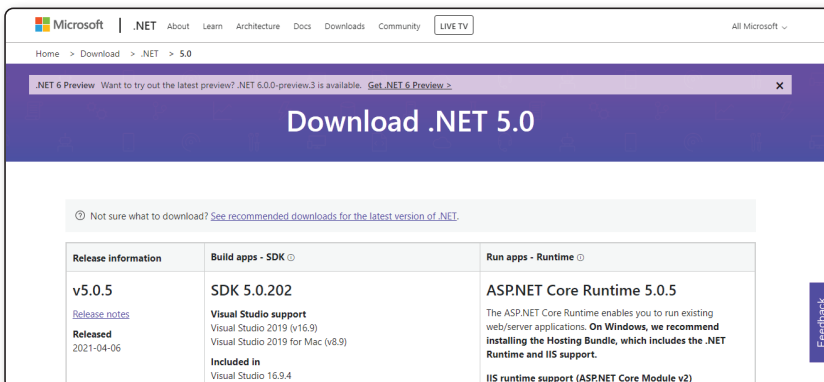 Microsoft | .NET About Learn Architecture Docs Downloads Community LIVE TV All Microsoft
Home > Download > .NET > 5.0
.NET 6 Preview Want to try out the latest preview? .NET 6.0.0-preview.3 is available. Get .NET 6 Preview >
Download .NET 5.0
Not sure what to download? See recommended downloads for the latest version of .NET.
Release information
Build apps - SDK
Run apps - Runtime
v5.0.5
Release notes
Released
2021-04-06
SDK 5.0.202
Visual Studio support
Visual Studio 2019 (v16.9)
Visual Studio 2019 for Mac (v8.9)
Included in
Visual Studio 16.9.4
ASP.NET Core Runtime 5.0.5
The ASP.NET Core Runtime enables you to run existing
web/server applications. On Windows, we recommend
installing the Hosting Bundle, which includes the .NET
Runtime and IIS support.
IIS runtime support (ASP.NET Core Module v2)
Feedback